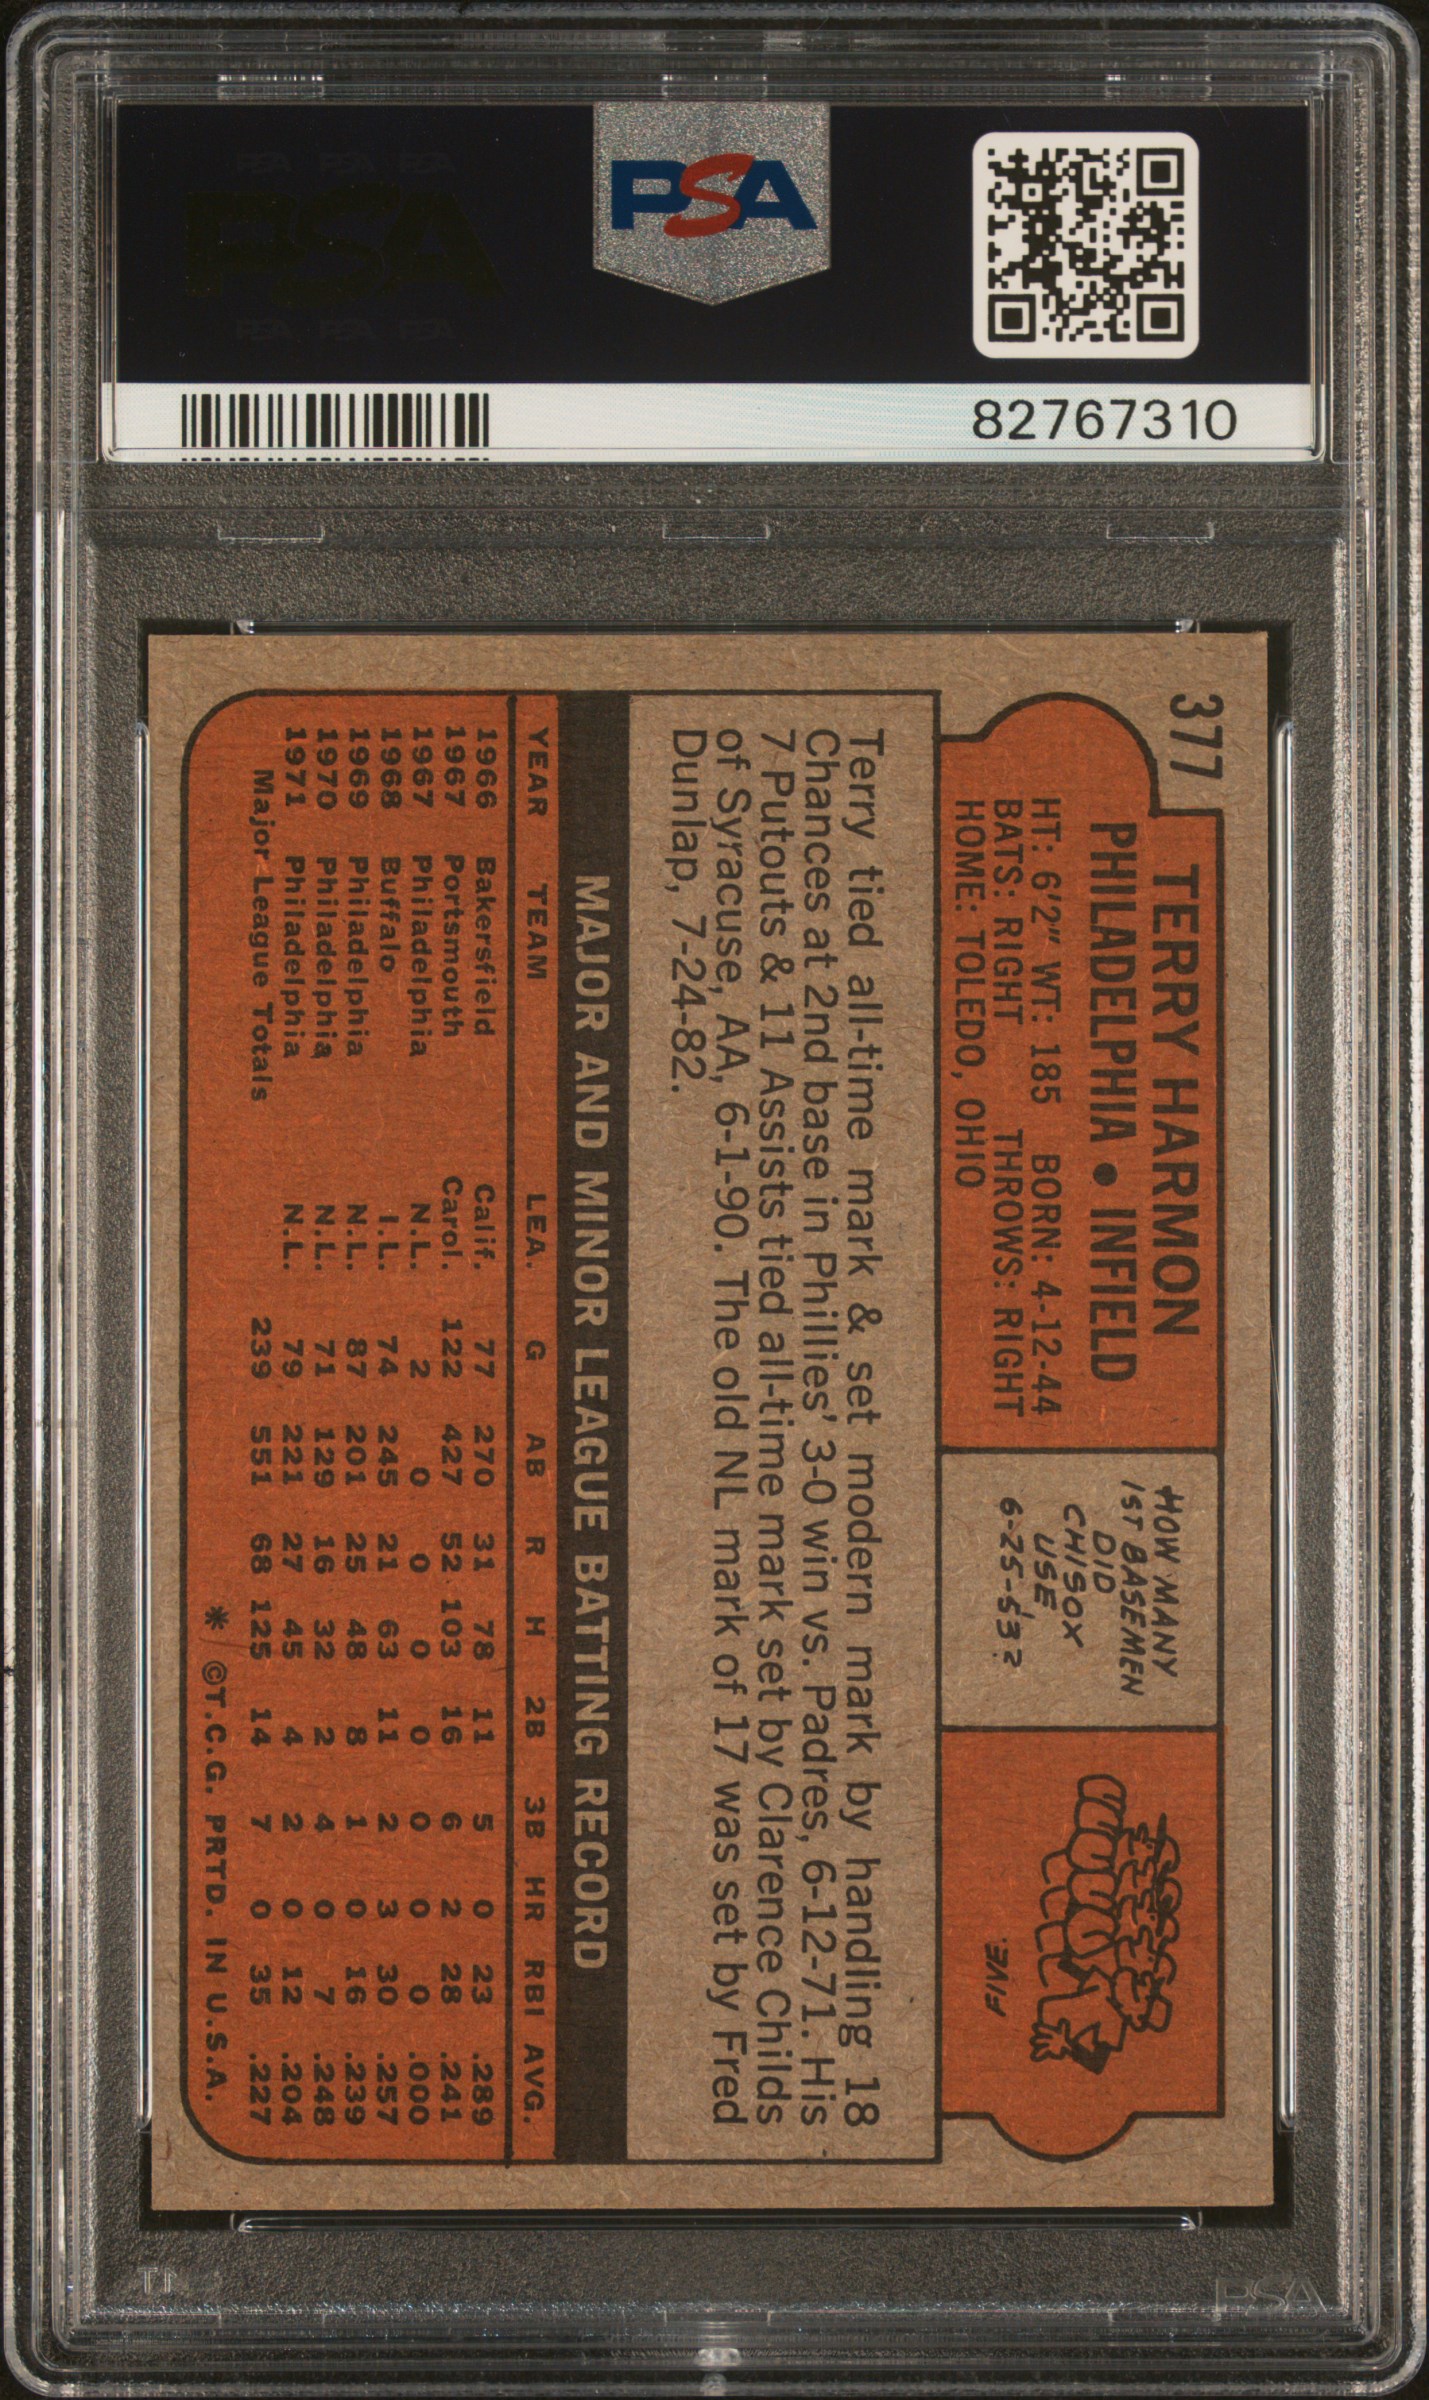 PSA
82767310
377
TERRY HARMON
PHILADELPHIA • INFIELD
HT: 6'2" WT: 185 BORN: 4-12-44
BATS: RIGHT THROWS: RIGHT
HOME: TOLEDO, OHIO
HOW MANY
1ST BASEMEN
DID
CHISOX
USE
6-25-53?
FIVE.
Terry tied all-time mark & set modern mark by handling 18
Chances at 2nd base in Phillies' 3-0 win vs. Padres, 6-12-71. His
7 Putouts & 11 Assists tied all-time mark set by Clarence Childs
of Syracuse, AA, 6-1-90. The old NL mark of 17 was set by Fred
Dunlap, 7-24-82.
MAJOR AND MINOR LEAGUE BATTING RECORD
YEAR TEAM LEA. G AB R H 2B 3B HR RBI AVG.
1966 Bakersfield Calif. 77 270 31 78 11 5 0 23 .289
1967 Portsmouth Carol. 122 427 52 103 16 6 2 28 .241
1967 Philadelphia N.L. 2 0 0 0 0 0 0 0 .000
1968 Buffalo I.L. 74 245 21 63 11 2 3 30 .257
1969 Philadelphia N.L. 87 201 25 48 8 1 0 16 .239
1970 Philadelphia N.L. 71 129 16 32 2 4 0 7 .248
1971 Philadelphia N.L. 79 221 27 45 4 2 0 12 .204
Major League Totals 239 551 68 125 14 7 0 35 .227
* ©T.C.G. PRTD. IN U.S.A.
PSA